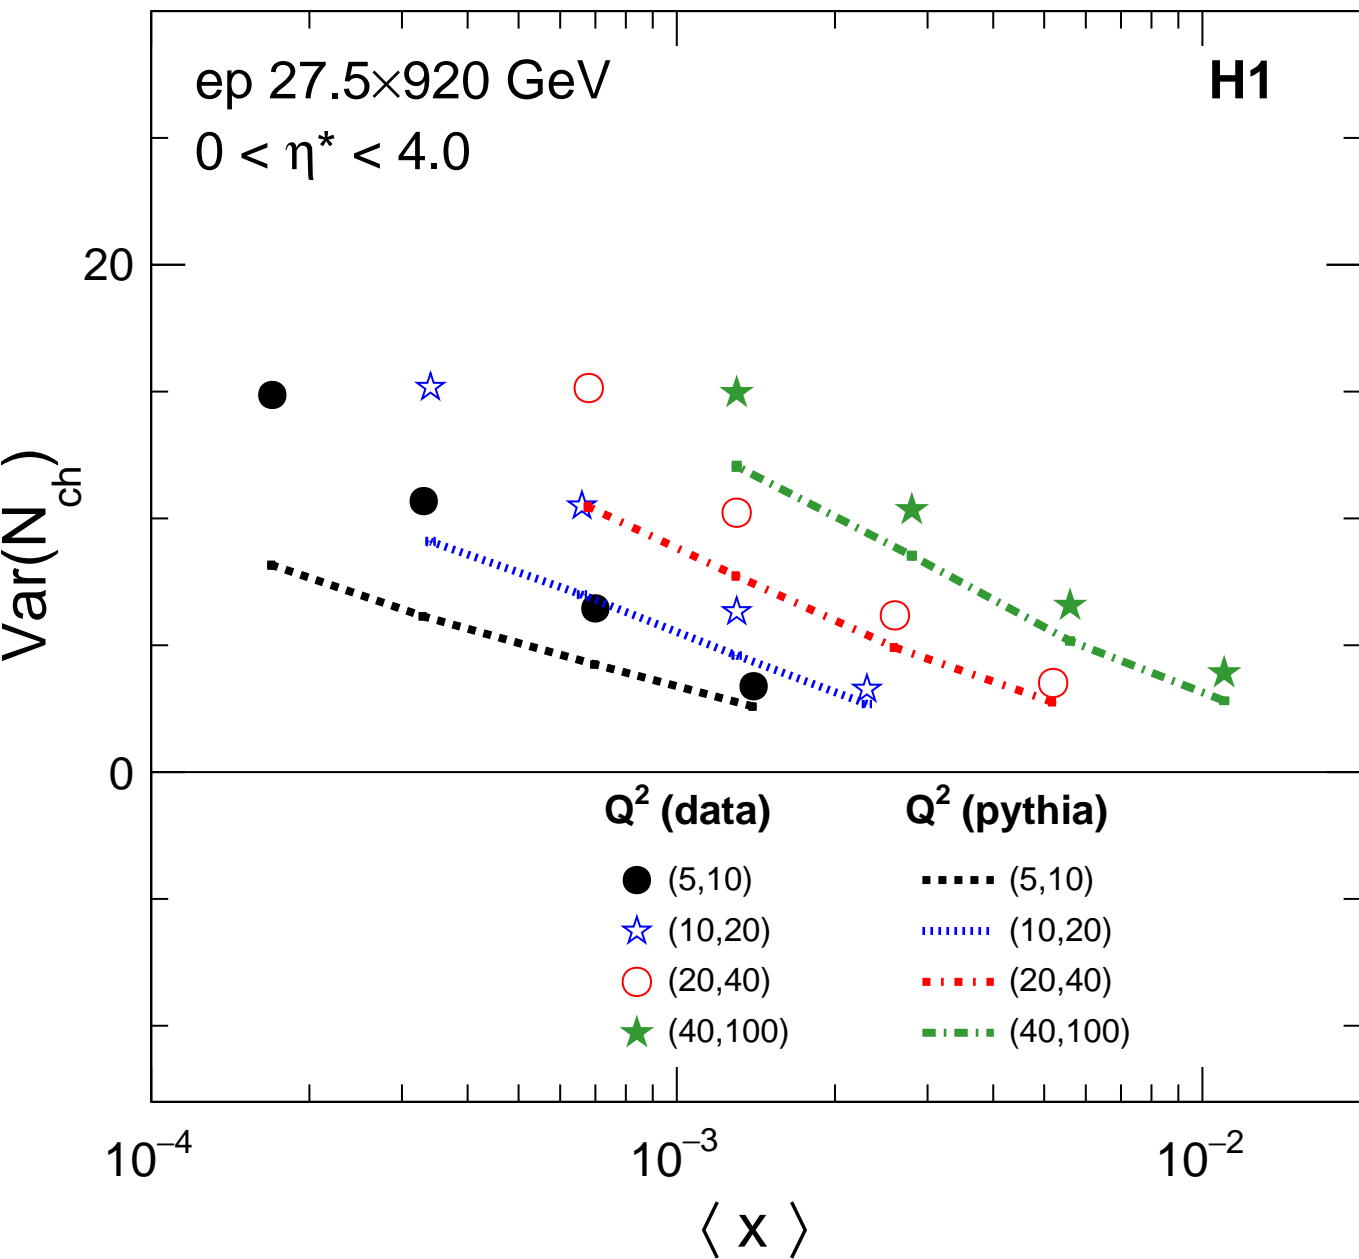 ep 27.5×920 GeV
H1
0 < η* < 4.0
20
0
Var(N_ch)
Q² (data)
Q² (pythia)
(5,10)
(5,10)
(10,20)
(10,20)
(20,40)
(20,40)
(40,100)
(40,100)
10⁻⁴
10⁻³
10⁻²
⟨ x ⟩